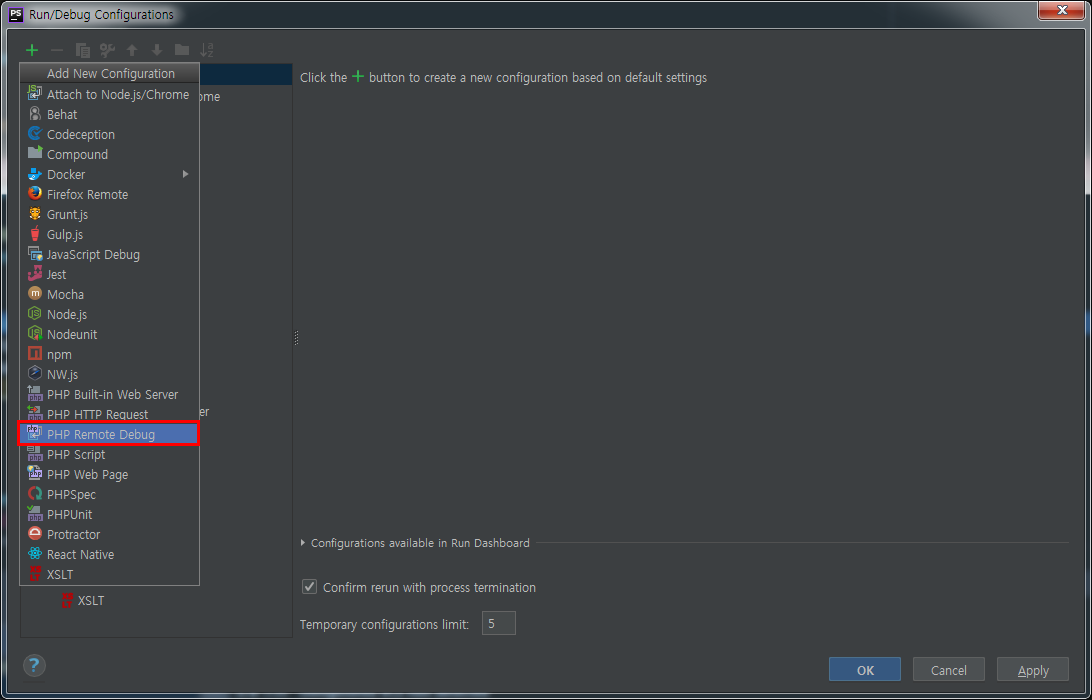 PS Run/Debug Configurations
Add New Configuration
Attach to Node.js/Chrome
Behat
Codeception
Compound
Docker
Firefox Remote
Grunt.js
Gulp.js
JavaScript Debug
Jest
Mocha
Node.js
Nodeunit
npm
NW.js
PHP Built-in Web Server
PHP HTTP Request
PHP Remote Debug
PHP Script
PHP Web Page
PHPSpec
PHPUnit
Protractor
React Native
XSLT
ome
er
XSLT
Click the + button to create a new configuration based on default settings
Configurations available in Run Dashboard
Confirm rerun with process termination
Temporary configurations limit: 5
?
OK
Cancel
Apply